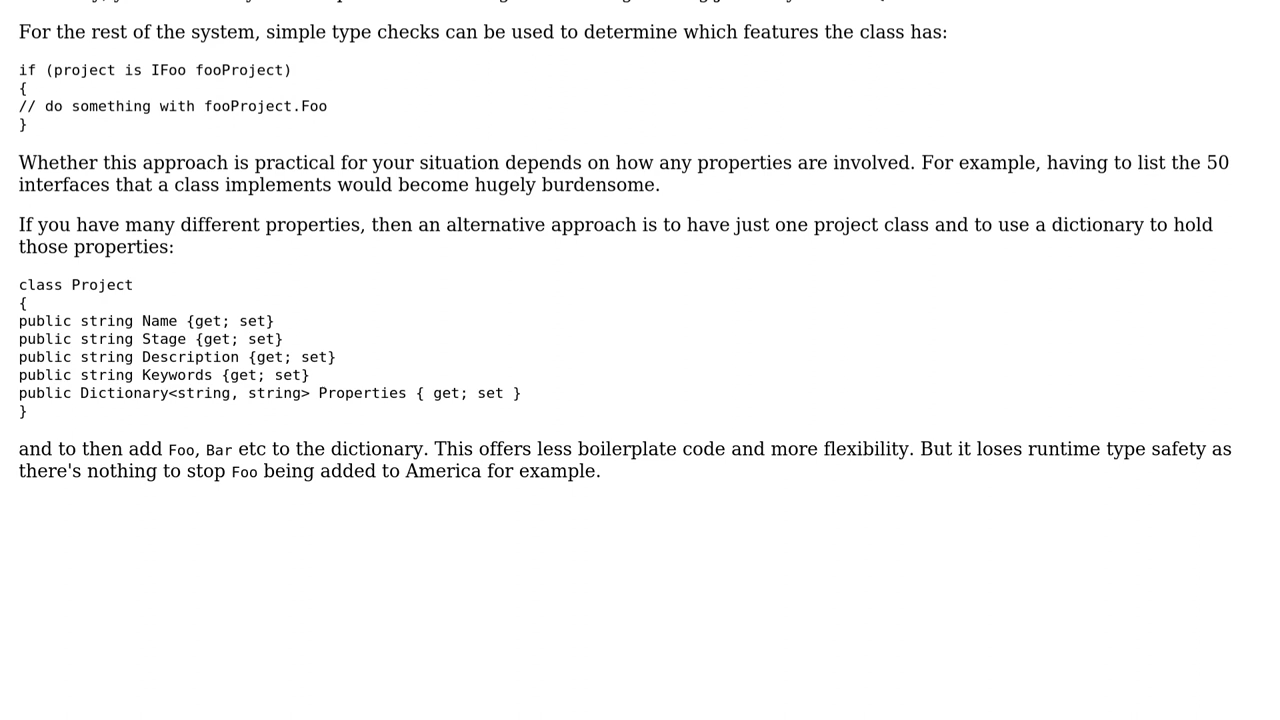 For the rest of the system, simple type checks can be used to determine which features the class has:
if (project is IFoo fooProject)
{
// do something with fooProject.Foo
}
Whether this approach is practical for your situation depends on how any properties are involved. For example, having to list the 50
interfaces that a class implements would become hugely burdensome.
If you have many different properties, then an alternative approach is to have just one project class and to use a dictionary to hold
those properties:
class Project
{
public string Name {get; set}
public string Stage {get; set}
public string Description {get; set}
public string Keywords {get; set}
public Dictionary<string, string> Properties { get; set }
}
and to then add Foo, Bar etc to the dictionary. This offers less boilerplate code and more flexibility. But it loses runtime type safety as
there's nothing to stop Foo being added to America for example.